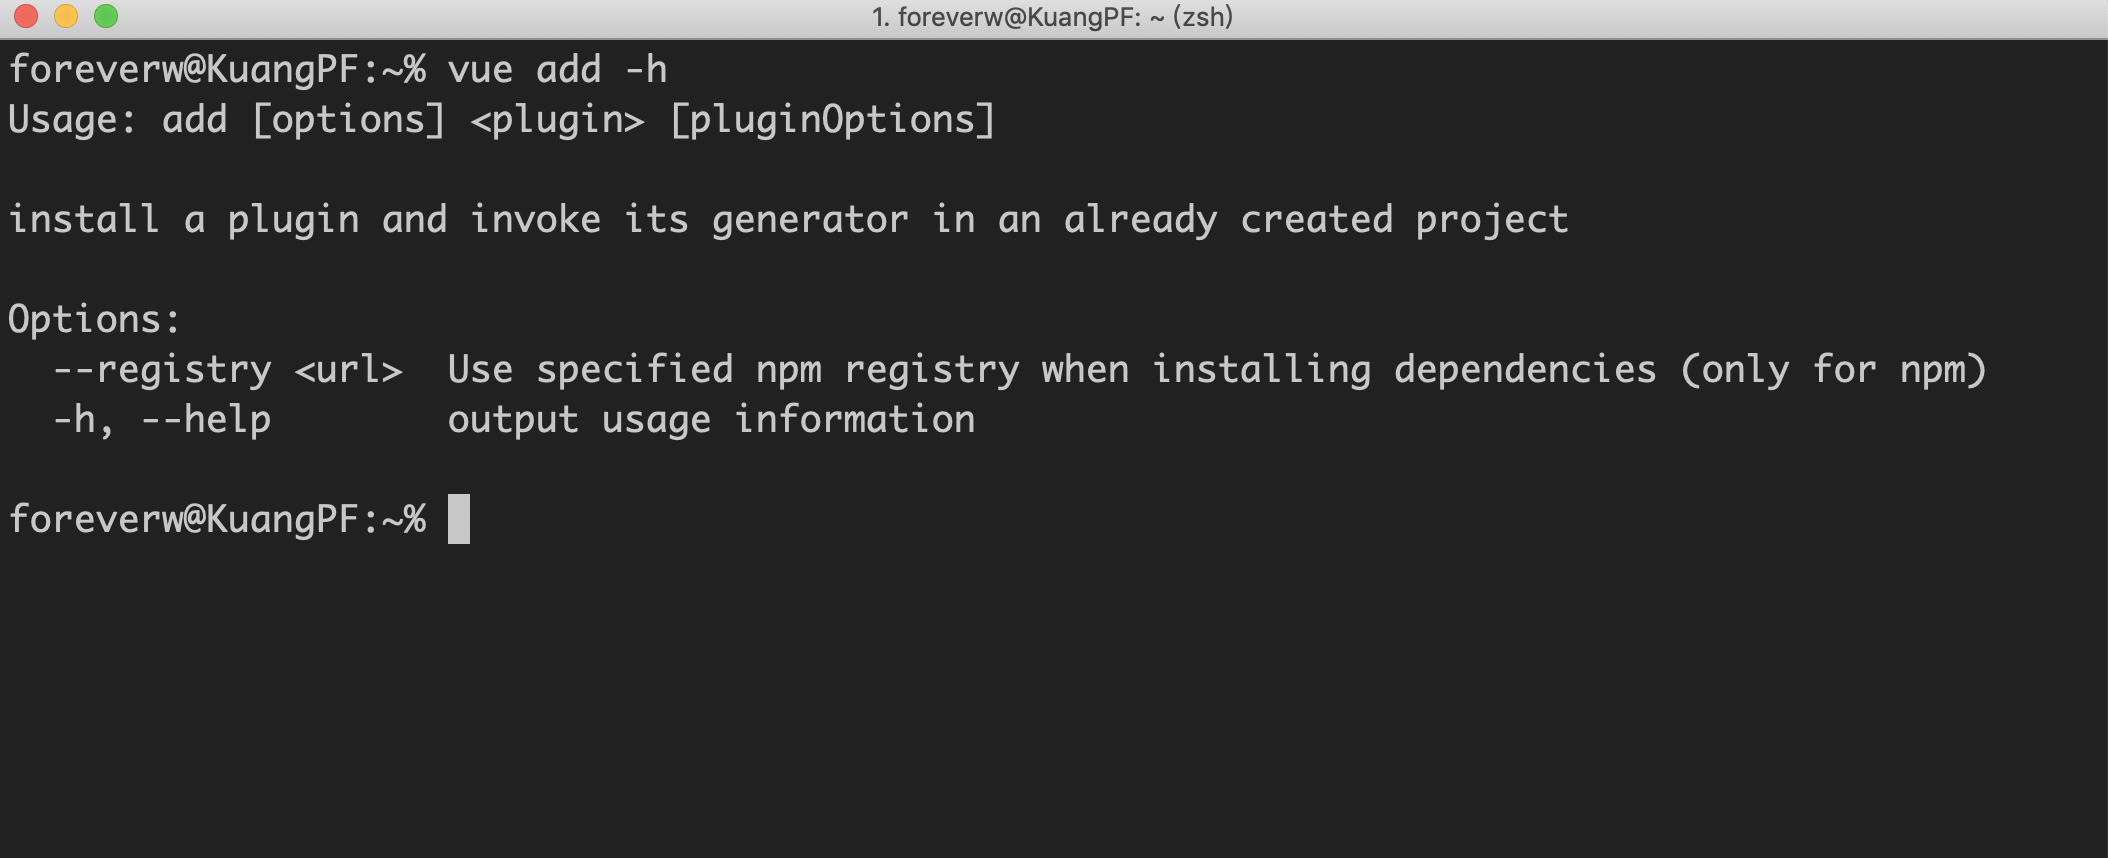 1. foreverw@KuangPF: ~ (zsh)
foreverw@KuangPF:~% vue add -h
Usage: add [options] <plugin> [pluginOptions]
install a plugin and invoke its generator in an already created project
Options:
  --registry <url>  Use specified npm registry when installing dependencies (only for npm)
  -h, --help        output usage information
foreverw@KuangPF:~%